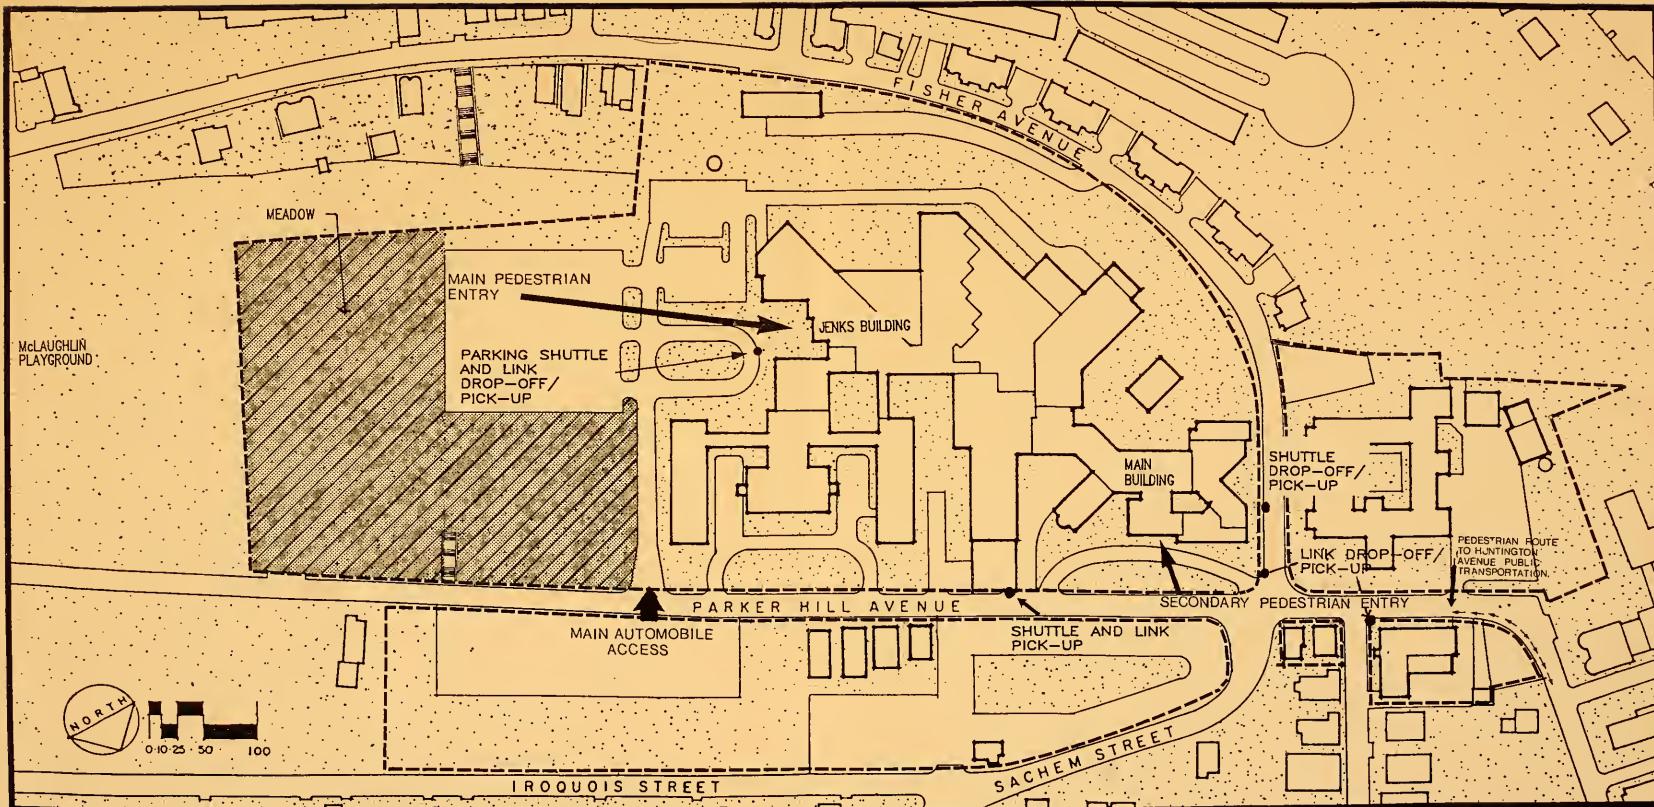 FISHER AVENUE
MEADOW
MAIN PEDESTRIAN
ENTRY
JENKS BUILDING
McLAUGHLIN
PLAYGROUND
PARKING SHUTTLE
AND LINK
DROP-OFF/
PICK-UP
MAIN
BUILDING
SHUTTLE
DROP-OFF/
PICK-UP
PEDESTRIAN ROUTE
TO HUNTINGTON
AVENUE PUBLIC
TRANSPORTATION.
LINK DROP-OFF/
PICK-UP
PARKER HILL AVENUE
SECONDARY PEDESTRIAN ENTRY
MAIN AUTOMOBILE
ACCESS
SHUTTLE AND LINK
PICK-UP
NORTH
0 10 25 50 100
IROQUOIS STREET
SACHEM STREET